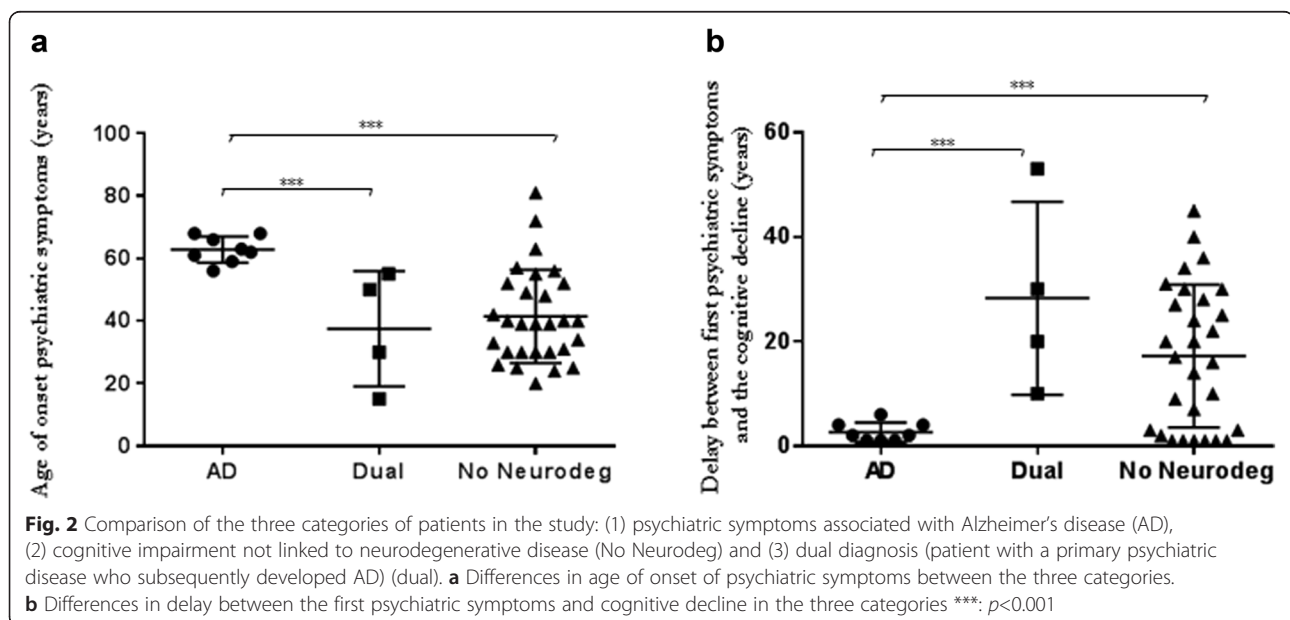 a
Age of onset psychiatric symptoms (years)
100
80
60
40
20
0
***
***
AD
Dual
No Neurodeg
b
Delay between first psychiatric symptoms
and the cognitive decline (years)
60
40
20
0
***
***
AD
Dual
No Neurodeg
Fig. 2 Comparison of the three categories of patients in the study: (1) psychiatric symptoms associated with Alzheimer's disease (AD),
(2) cognitive impairment not linked to neurodegenerative disease (No Neurodeg) and (3) dual diagnosis (patient with a primary psychiatric
disease who subsequently developed AD) (dual). a Differences in age of onset of psychiatric symptoms between the three categories.
b Differences in delay between the first psychiatric symptoms and cognitive decline in the three categories ***: p<0.001